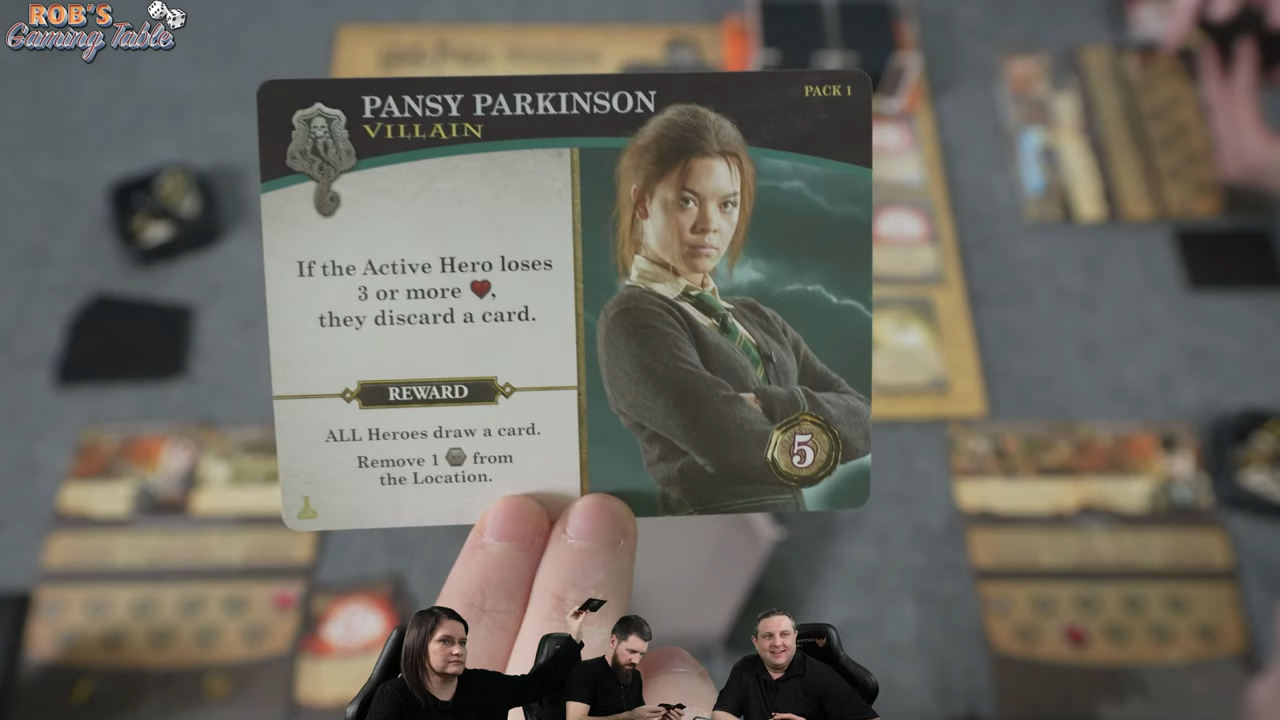 ROB'S
Gaming Table
PANSY PARKINSON
PACK 1
VILLAIN
If the Active Hero loses
3 or more ,
they discard a card.
REWARD
ALL Heroes draw a card.
Remove 1 from
the Location.
5